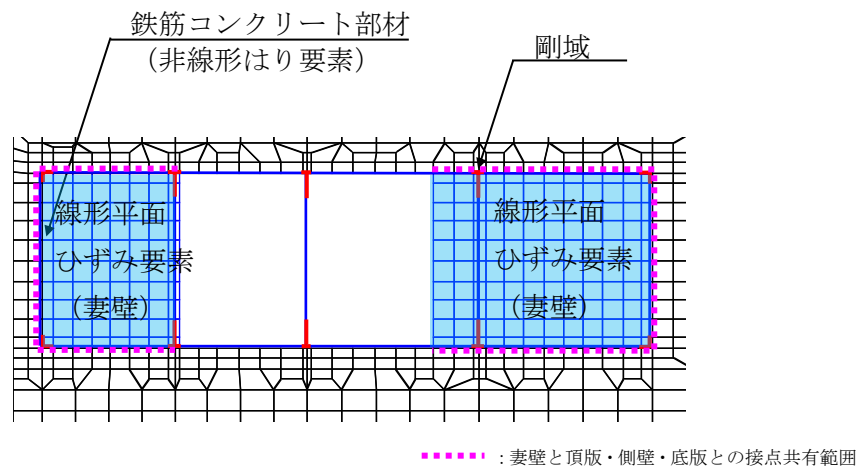 鉄筋コンクリート部材
（非線形はり要素）
剛域
線形平面
ひずみ要素
（妻壁）
線形平面
ひずみ要素
（妻壁）
：妻壁と頂版・側壁・底版との接点共有範囲